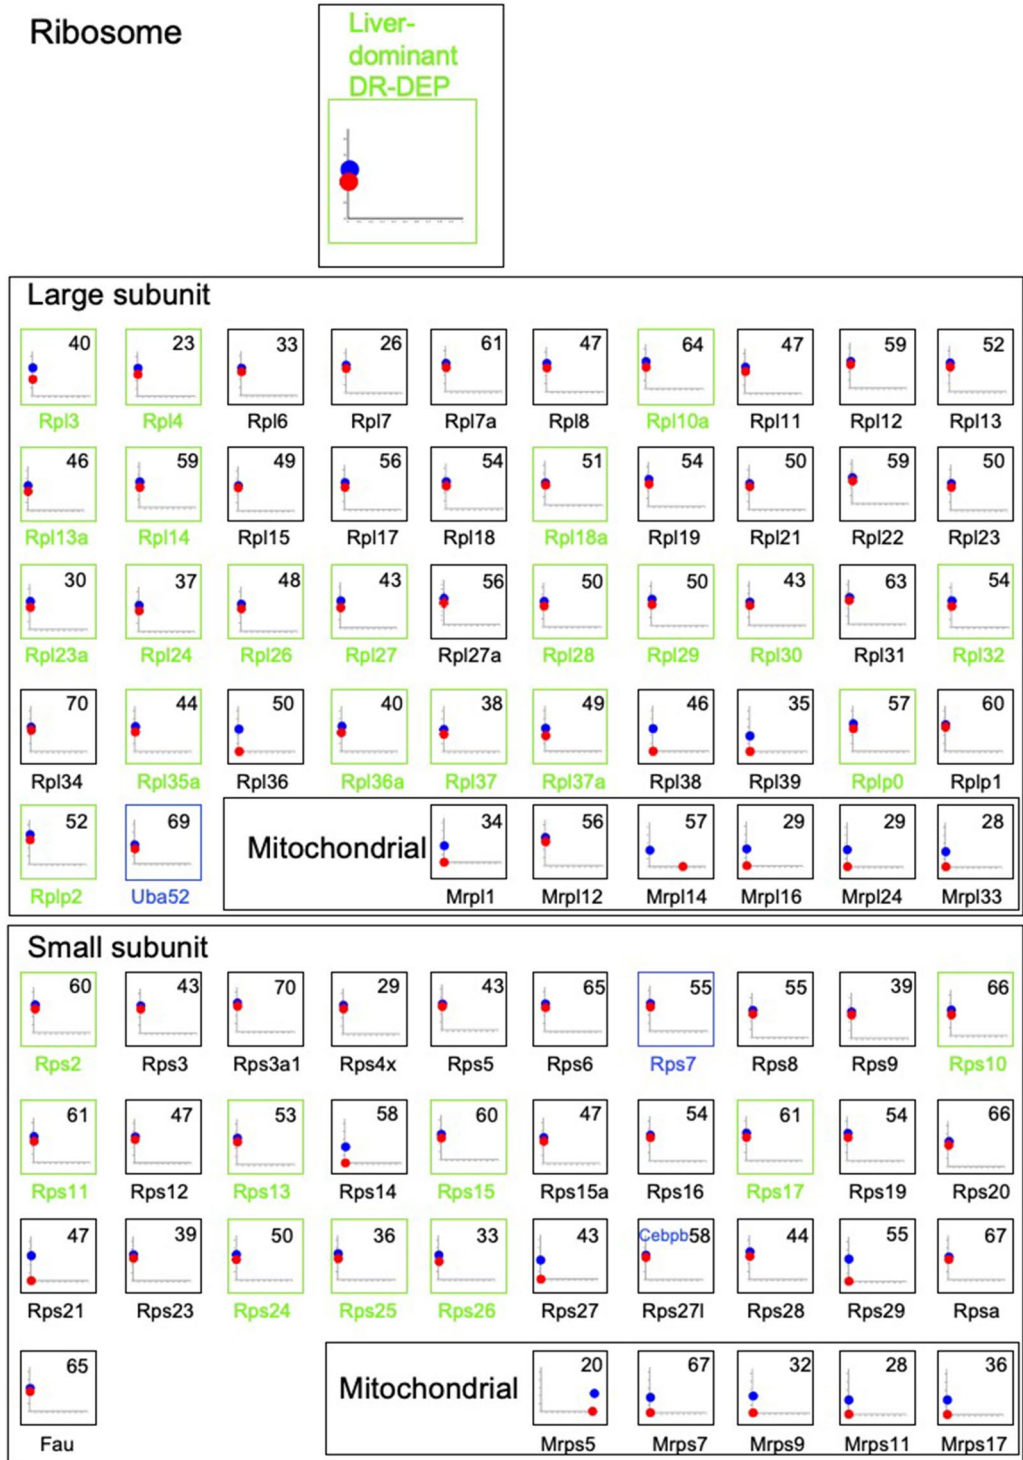 Ribosome
Liver-
dominant
DR-DEP
Large subunit
40 23 33 26 61 47 64 47 59 52
Rpl3 Rpl4 Rpl6 Rpl7 Rpl7a Rpl8 Rpl10a Rpl11 Rpl12 Rpl13
46 59 49 56 54 51 54 50 59 50
Rpl13a Rpl14 Rpl15 Rpl17 Rpl18 Rpl18a Rpl19 Rpl21 Rpl22 Rpl23
30 37 48 43 56 50 50 43 63 54
Rpl23a Rpl24 Rpl26 Rpl27 Rpl27a Rpl28 Rpl29 Rpl30 Rpl31 Rpl32
70 44 50 40 38 49 46 35 57 60
Rpl34 Rpl35a Rpl36 Rpl36a Rpl37 Rpl37a Rpl38 Rpl39 Rplp0 Rplp1
52 69 Mitochondrial 34 56 57 29 29 28
Rplp2 Uba52 Mrpl1 Mrpl12 Mrpl14 Mrpl16 Mrpl24 Mrpl33
Small subunit
60 43 70 29 43 65 55 55 39 66
Rps2 Rps3 Rps3a1 Rps4x Rps5 Rps6 Rps7 Rps8 Rps9 Rps10
61 47 53 58 60 47 54 61 54 66
Rps11 Rps12 Rps13 Rps14 Rps15 Rps15a Rps16 Rps17 Rps19 Rps20
47 39 50 36 33 43 Cebpb58 44 55 67
Rps21 Rps23 Rps24 Rps25 Rps26 Rps27 Rps27l Rps28 Rps29 Rpsa
65 Mitochondrial 20 67 32 28 36
Fau Mrps5 Mrps7 Mrps9 Mrps11 Mrps17